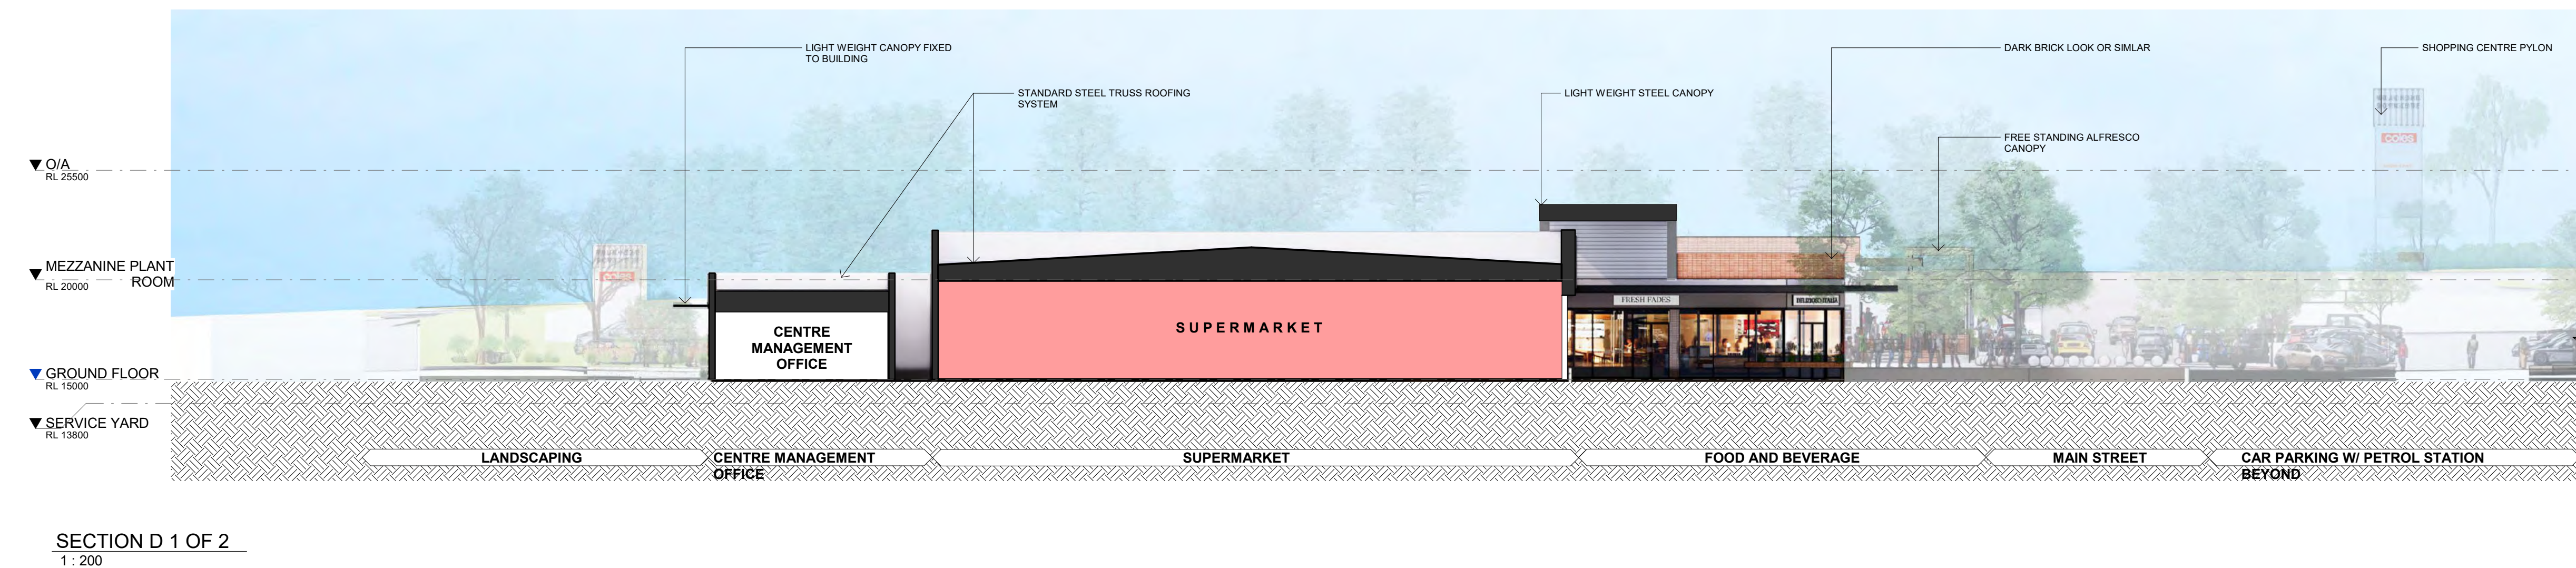 LIGHT WEIGHT CANOPY FIXED
TO BUILDING
DARK BRICK LOOK OR SIMLAR
SHOPPING CENTRE PYLON
STANDARD STEEL TRUSS ROOFING
SYSTEM
LIGHT WEIGHT STEEL CANOPY
FREE STANDING ALFRESCO
CANOPY
coles
O/A
RL 25500
MEZZANINE PLANT
ROOM
RL 20000
coles
FRESH FADES
CENTRE
MANAGEMENT
OFFICE
SUPERMARKET
GROUND FLOOR
RL 15000
SERVICE YARD
RL 13800
LANDSCAPING
CENTRE MANAGEMENT
OFFICE
SUPERMARKET
FOOD AND BEVERAGE
MAIN STREET
CAR PARKING W/ PETROL STATION
BEYOND
SECTION D 1 OF 2
1 : 200